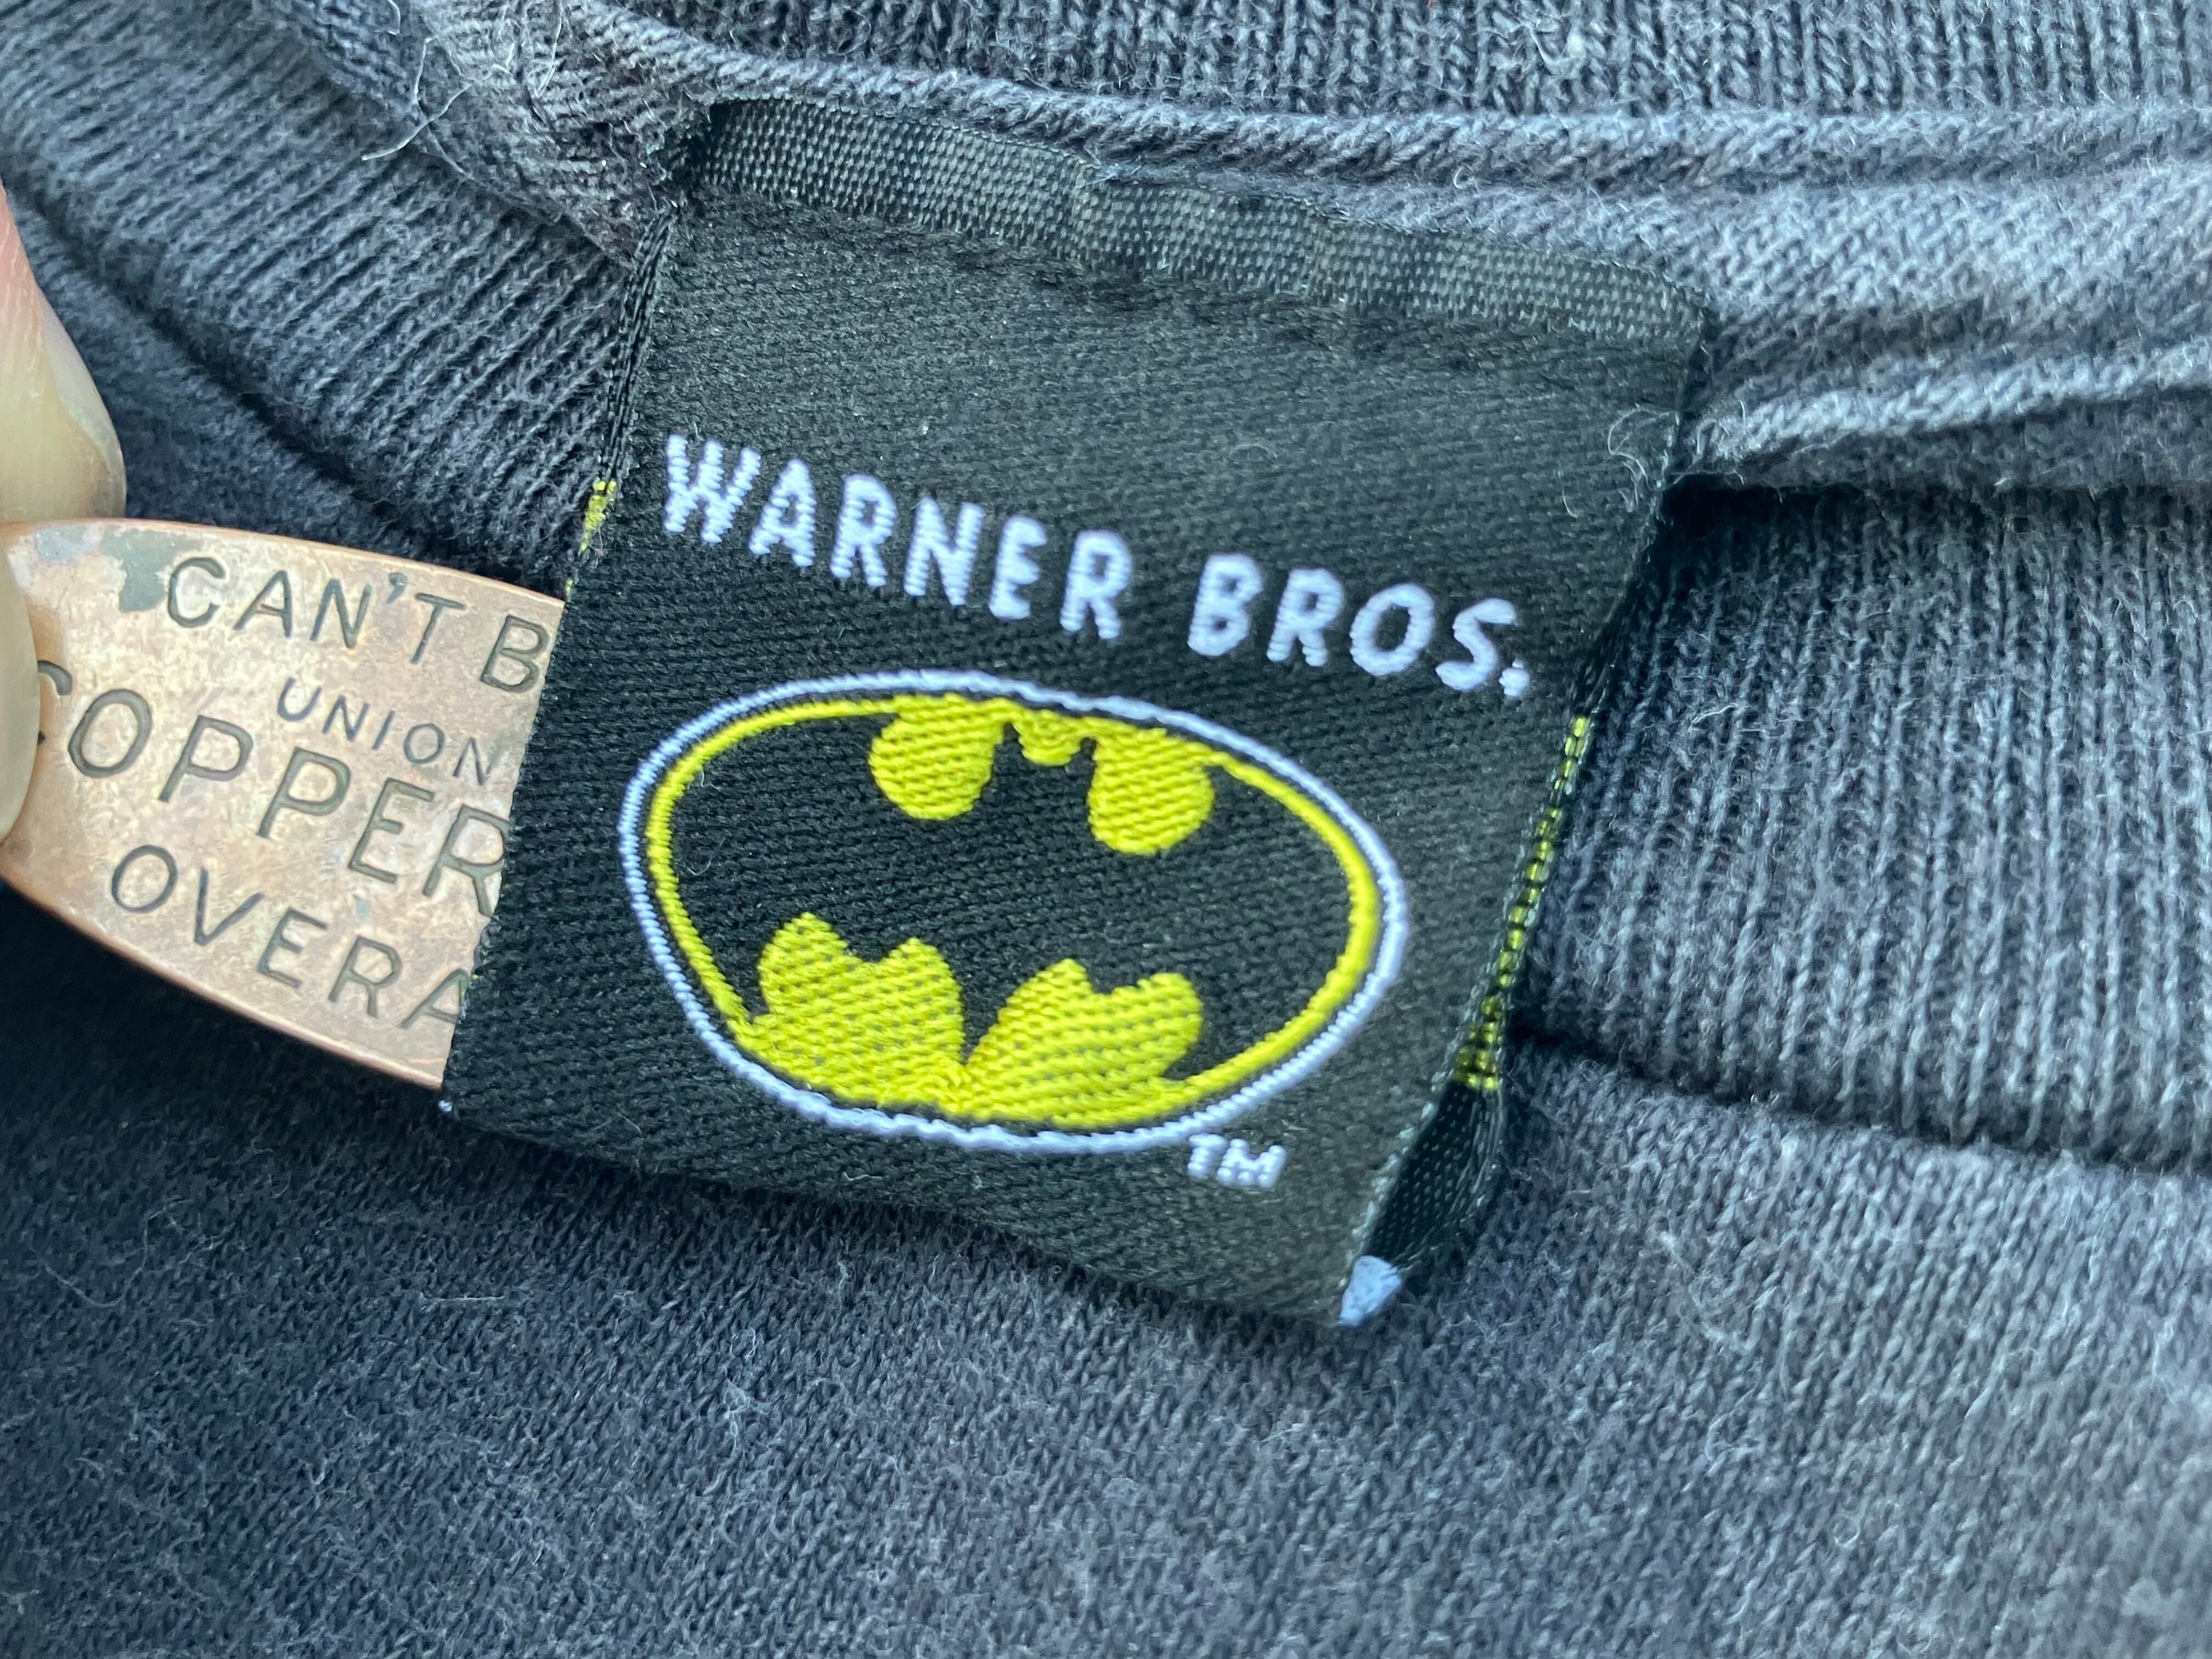 WARNER BROS.
TM
CAN'T B
UNION
COPPER
OVERA